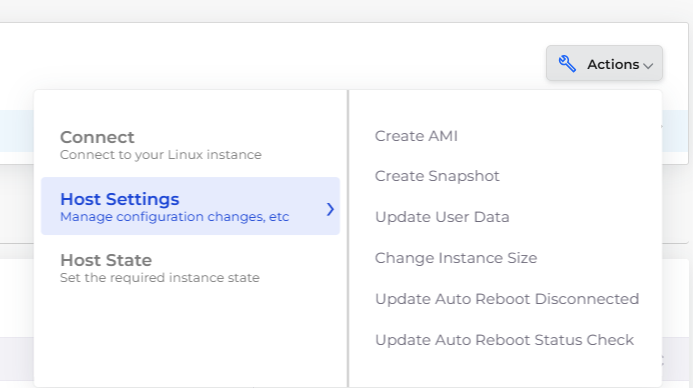 Actions
Connect
Connect to your Linux instance
Host Settings
Manage configuration changes, etc
Host State
Set the required instance state
Create AMI
Create Snapshot
Update User Data
Change Instance Size
Update Auto Reboot Disconnected
Update Auto Reboot Status Check